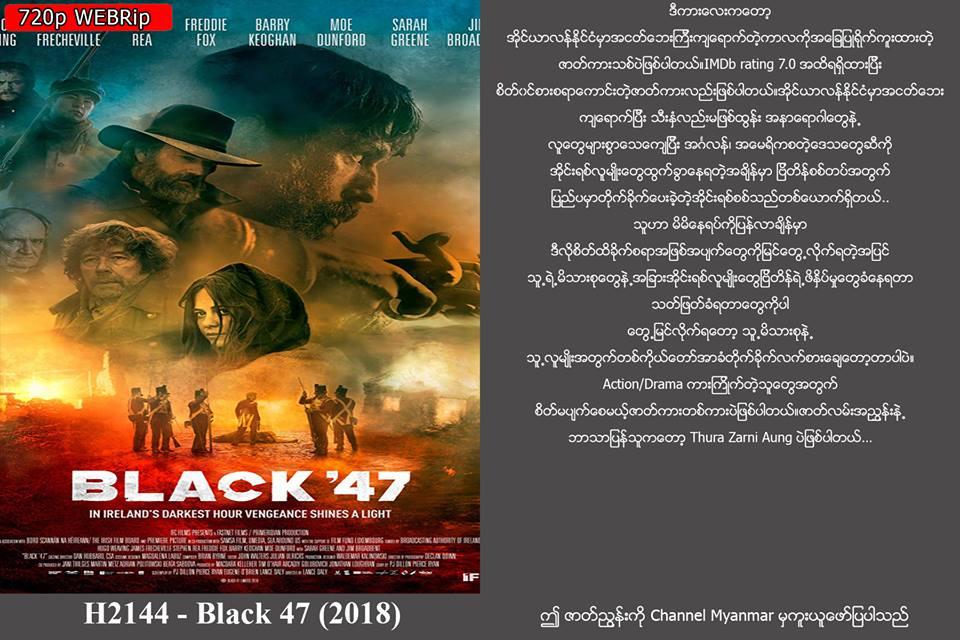 720p WEBRip
FRECHEVILLE REA FREDDIE FOX BARRY KEOGHAN MOE DUNFORD SARAH GREENE
BLACK '47
IN IRELAND'S DARKEST HOUR VENGEANCE SHINES A LIGHT
H2144 - Black 47 (2018)
ဒီကားလေးကတော့
အိုင်ယာလန်နိုင်ငံမှာအငတ်ဘေးကြီးကျရောက်တဲ့ကာလကိုအခြေပြုရိုက်ကူးထားတဲ့
ဇာတ်ကားသစ်ပဲဖြစ်ပါတယ်။IMDb rating 7.0 အထိရရှိထားပြီး
စိတ်ဝင်စားစရာကောင်းတဲ့ဇာတ်ကားလည်းဖြစ်ပါတယ်။အိုင်ယာလန်နိုင်ငံမှာအငတ်ဘေး
ကျရောက်ပြီး သီးနှံလည်းမဖြစ်ထွန်း အနာရောဂါတွေနဲ့
လူတွေများစွာသေကျေပြီး အင်္ဂလန်၊ အမေရိကစတဲ့ဒေသတွေဆီကို
အိုင်းရစ်လူမျိုးတွေထွက်ခွာနေရတဲ့အချိန်မှာ ဗြိတိန်စစ်တပ်အတွက်
ပြည်ပမှာတိုက်ခိုက်ပေးခဲ့တဲ့အိုင်းရစ်စစ်သည်တစ်ယောက်ရှိတယ်..
သူဟာ မိမိနေရပ်ကိုပြန်လာချိန်မှာ
ဒီလိုစိတ်ထိခိုက်စရာအဖြစ်အပျက်တွေကိုမြင်တွေ့လိုက်ရတဲ့အပြင်
သူ့ရဲ့မိသားစုတွေနဲ့အခြားအိုင်းရစ်လူမျိုးတွေဗြိတိန်ရဲ့ဖိနှိပ်မှုတွေခံနေရတာ
သတ်ဖြတ်ခံရတာတွေကိုပါ
တွေ့မြင်လိုက်ရတော့ သူ့မိသားစုနဲ့
သူ့လူမျိုးအတွက်တစ်ကိုယ်တော်အာခံတိုက်ခိုက်လက်စားချေတော့တာပါပဲ။
Action/Drama ကားကြိုက်တဲ့သူတွေအတွက်
စိတ်မပျက်စေမယ့်ဇာတ်ကားတစ်ကားပဲဖြစ်ပါတယ်။ဇာတ်လမ်းအညွှန်းနဲ့
ဘာသာပြန်သူကတော့ Thura Zarni Aung ပဲဖြစ်ပါတယ်...
ဤ ဇာတ်ညွှန်းကို Channel Myanmar မှကူးယူဖော်ပြပါသည်